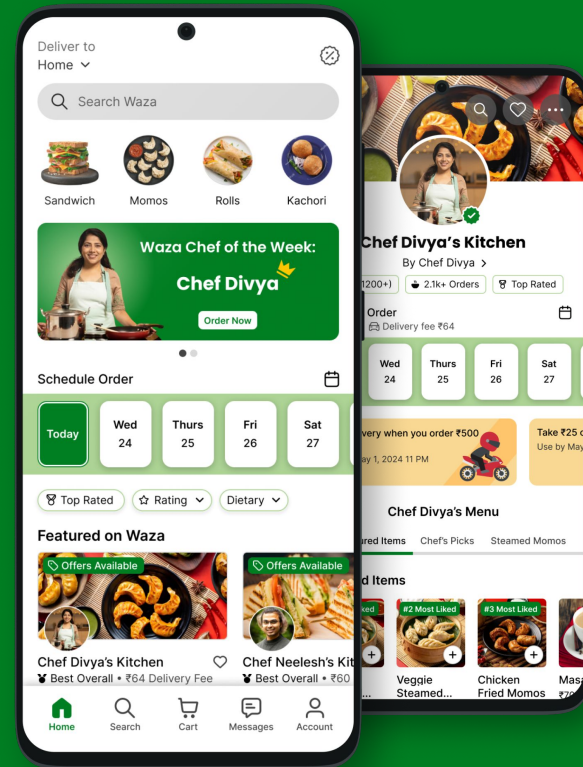 Deliver to
Home
Search Waza
Sandwich Momos Rolls Kachori
Waza Chef of the Week:
Chef Divya
Order Now
Schedule Order
Today
Wed Thurs Fri Sat
24 25 26 27
Top Rated Rating Dietary
Featured on Waza
Offers Available Offers Available
Chef Divya's Kitchen Chef Neelesh's Kit
Best Overall • ₹64 Delivery Fee Best Overall • ₹60
Home Search Cart Messages Account
Chef Divya's Kitchen
By Chef Divya
1200+) 2.1k+ Orders Top Rated
Order
Delivery fee ₹64
Wed Thurs Fri Sat
24 25 26 27
very when you order ₹500 Take ₹25 o
ay 1, 2024 11 PM Use by May
Chef Divya's Menu
ured Items Chef's Picks Steamed Momos
d Items
ked #2 Most Liked #3 Most Liked
Veggie Chicken Masa
... Steamed... Fried Momos